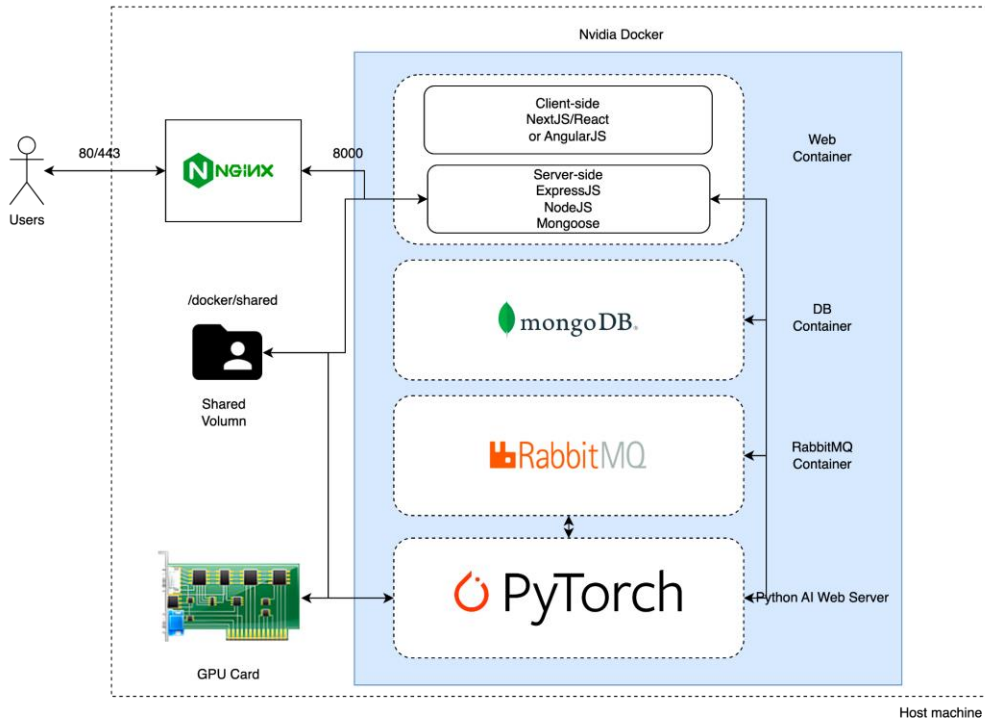 Nvidia Docker
Client-side
NextJS/React
or AngularJS
Web
Container
80/443
NGINX
8000
Server-side
ExpressJS
NodeJS
Mongoose
Users
/docker/shared
mongoDB.
DB
Container
Shared
Volumn
RabbitMQ
RabbitMQ
Container
PyTorch
Python AI Web Server
GPU Card
Host machine